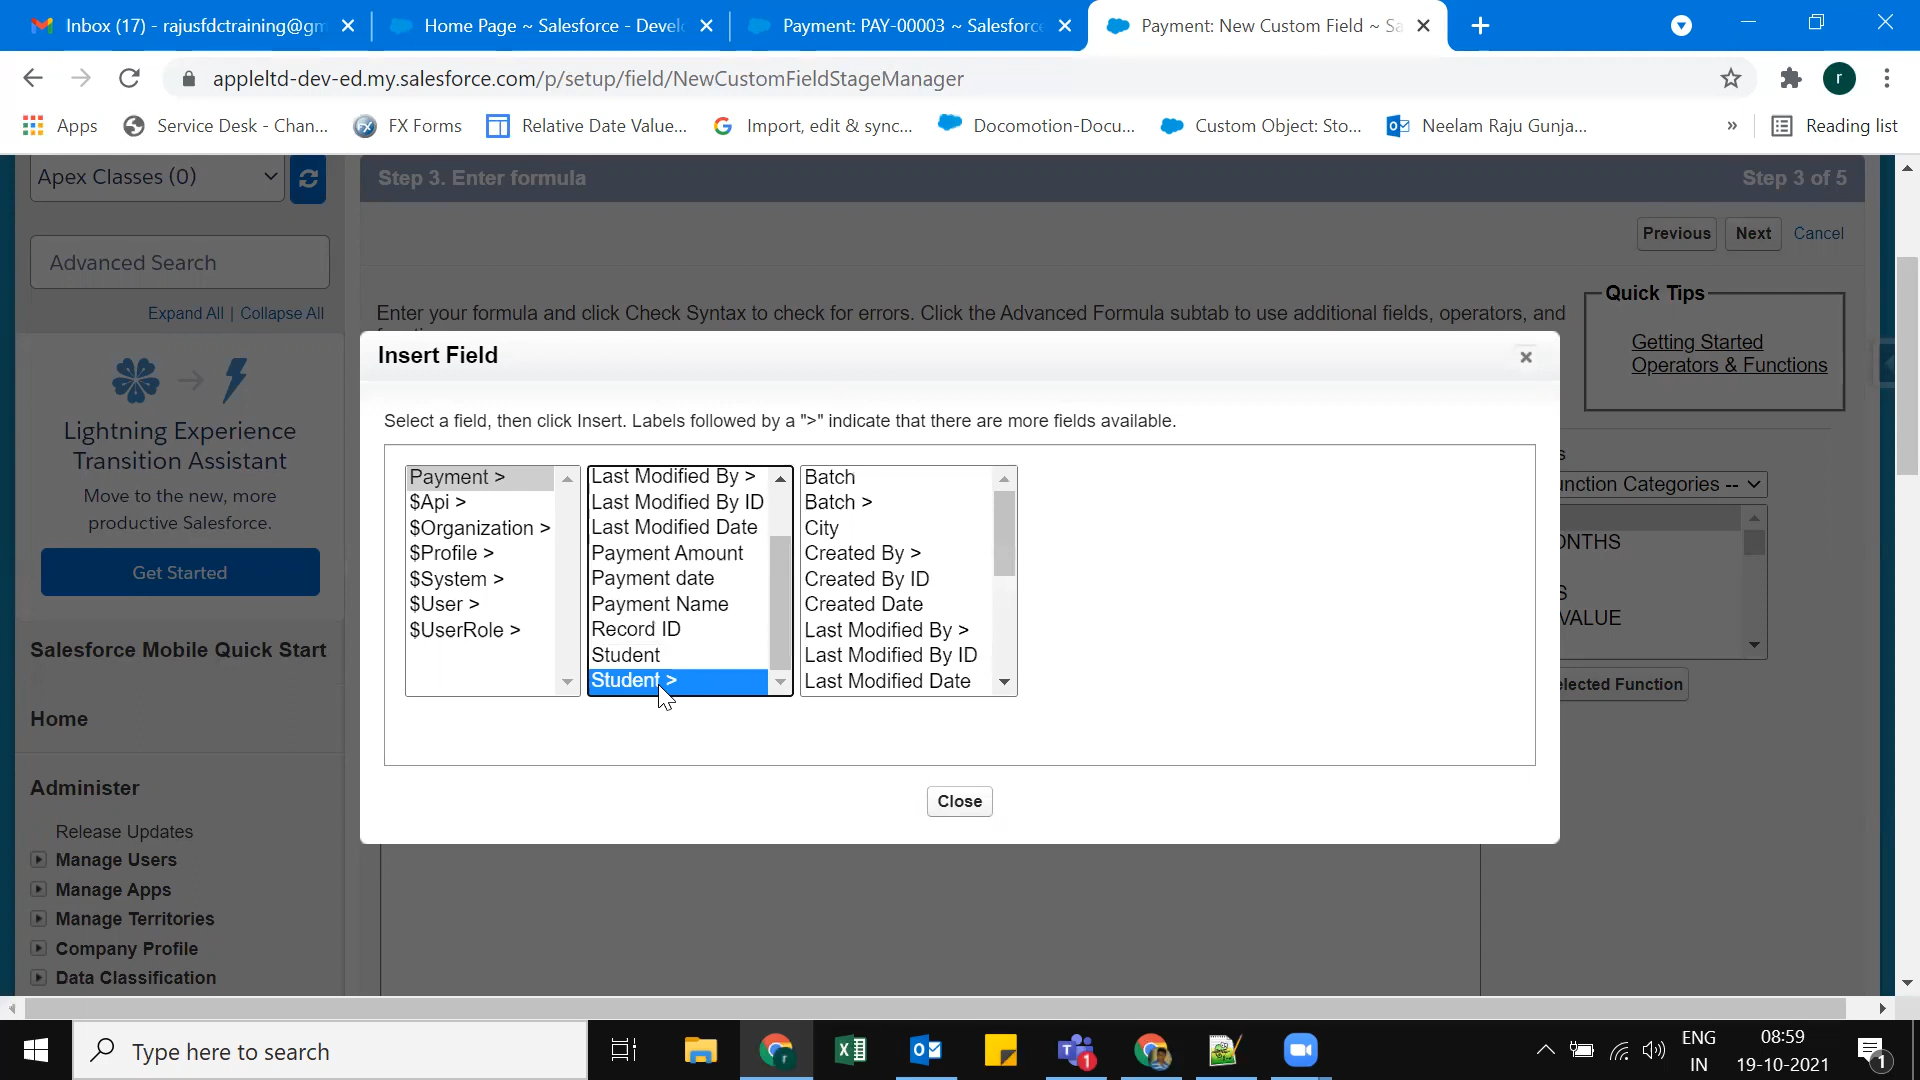 Inbox (17) - rajusfdctraining@gm
Home Page ~ Salesforce - Devel
Payment: PAY-00003 ~ Salesforce
Payment: New Custom Field ~ Sa
appleltd-dev-ed.my.salesforce.com/p/setup/field/NewCustomFieldStageManager
r
Apps
Service Desk - Chan...
FX Forms
Relative Date Value...
Import, edit & sync...
Docomotion-Docu...
Custom Object: Sto...
Neelam Raju Gunja...
»
Reading list
Apex Classes (0)
Advanced Search
Expand All | Collapse All
Lightning Experience
Transition Assistant
Move to the new, more
productive Salesforce.
Get Started
Salesforce Mobile Quick Start
Home
Administer
Release Updates
Manage Users
Manage Apps
Manage Territories
Company Profile
Data Classification
Step 3. Enter formula
Step 3 of 5
Previous
Next
Cancel
Enter your formula and click Check Syntax to check for errors. Click the Advanced Formula subtab to use additional fields, operators, and
Quick Tips
Getting Started
Operators & Functions
Insert Field
Select a field, then click Insert. Labels followed by a ">" indicate that there are more fields available.
Payment >
$Api >
$Organization >
$Profile >
$System >
$User >
$UserRole >
Last Modified By >
Last Modified By ID
Last Modified Date
Payment Amount
Payment date
Payment Name
Record ID
Student
Student >
Batch
Batch >
City
Created By >
Created By ID
Created Date
Last Modified By >
Last Modified By ID
Last Modified Date
Close
s
unction Categories --
ONTHS
S
VALUE
elected Function
Type here to search
1
ENG
IN
08:59
19-10-2021
1